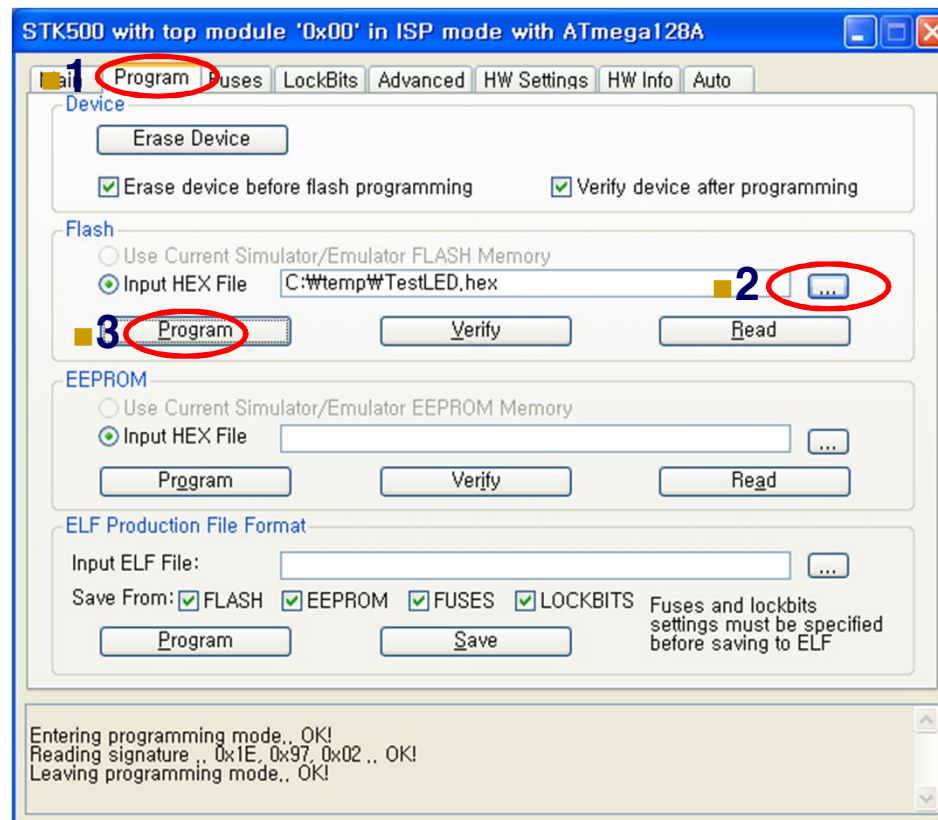 STK500 with top module '0x00' in ISP mode with ATmega128A
1
Main Program Fuses LockBits Advanced HW Settings HW Info Auto
Device
Erase Device
Erase device before flash programming Verify device after programming
Flash
Use Current Simulator/Emulator FLASH Memory
Input HEX File C:₩temp₩TestLED.hex 2 ...
3 Program Verify Read
EEPROM
Use Current Simulator/Emulator EEPROM Memory
Input HEX File ...
Program Verify Read
ELF Production File Format
Input ELF File: ...
Save From: FLASH EEPROM FUSES LOCKBITS
Fuses and lockbits
settings must be specified
before saving to ELF
Program Save
Entering programming mode.. OK!
Reading signature .. 0x1E, 0x97, 0x02 .. OK!
Leaving programming mode.. OK!